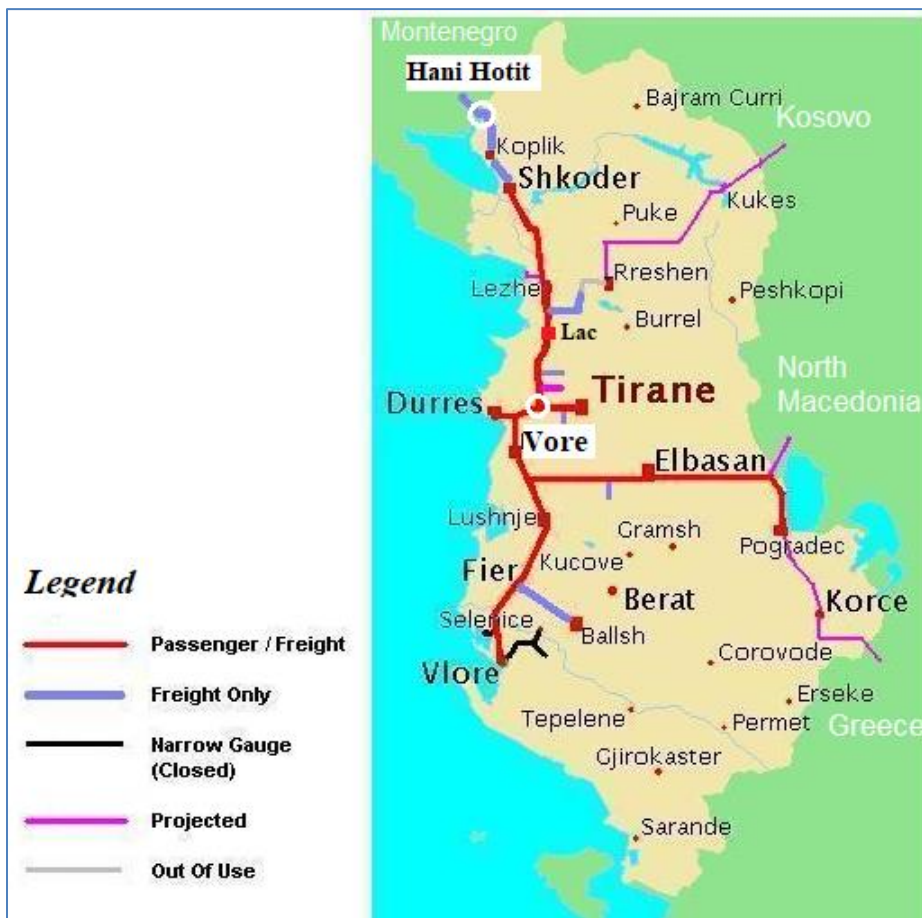 Montenegro
Hani Hotit
Bajram Curri
Kosovo
Koplik
Shkoder
Kukes
Puke
Lezhe
Rreshen
Peshkopi
Burrel
Lac
North
Macedonia
Tirane
Durres
Vore
Elbasan
Lushnje
Gramsh
Kucove
Pogradec
Fier
Berat
Korce
Selenice
Ballsh
Vlore
Corovode
Erseke
Tepelene
Permet
Greece
Gjirokaster
Sarande
Legend
Passenger / Freight
Freight Only
Narrow Gauge
(Closed)
Projected
Out Of Use